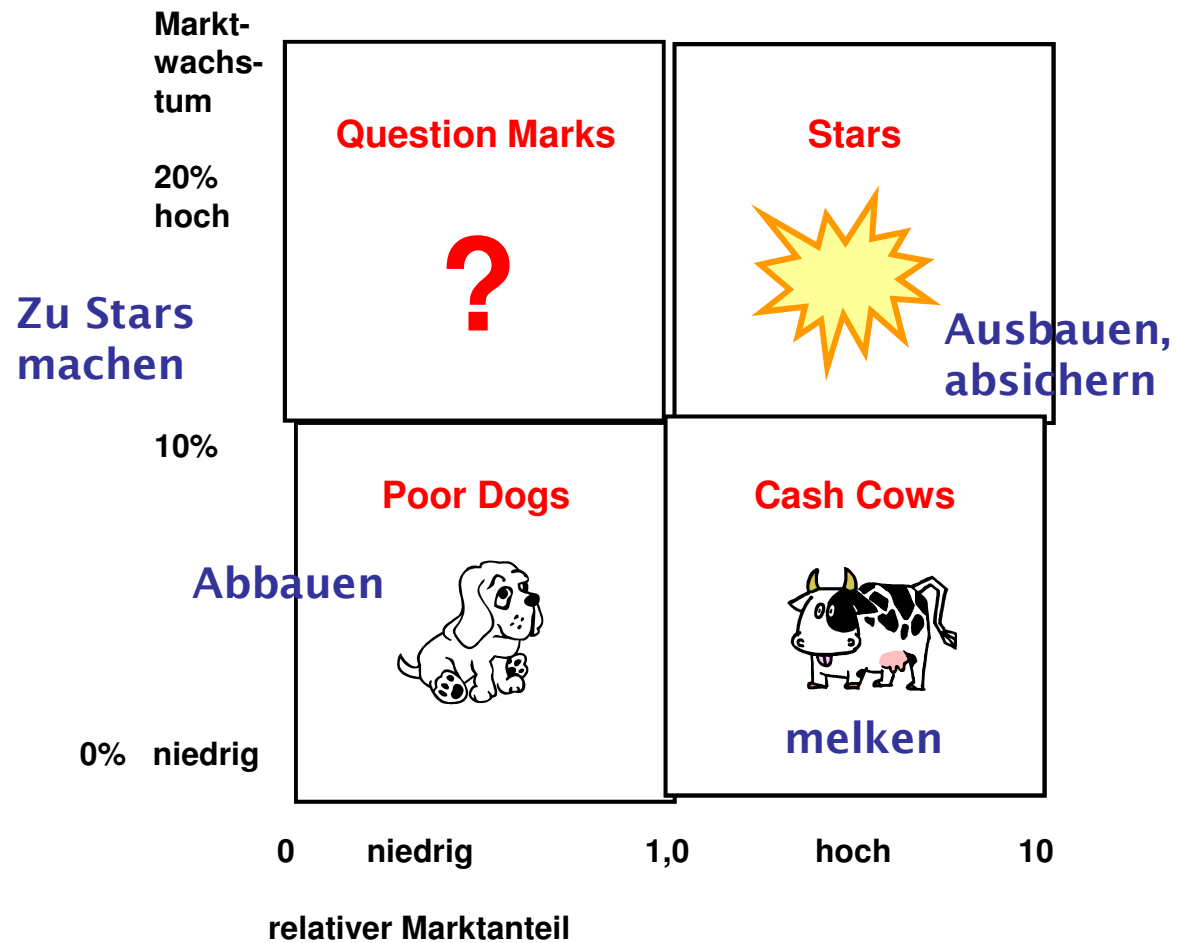 Markt-
wachs-
tum
Question Marks
Stars
20%
hoch
?
Zu Stars
machen
Ausbauen,
absichern
10%
Poor Dogs
Cash Cows
Abbauen
melken
0% niedrig
0 niedrig 1,0 hoch 10
relativer Marktanteil